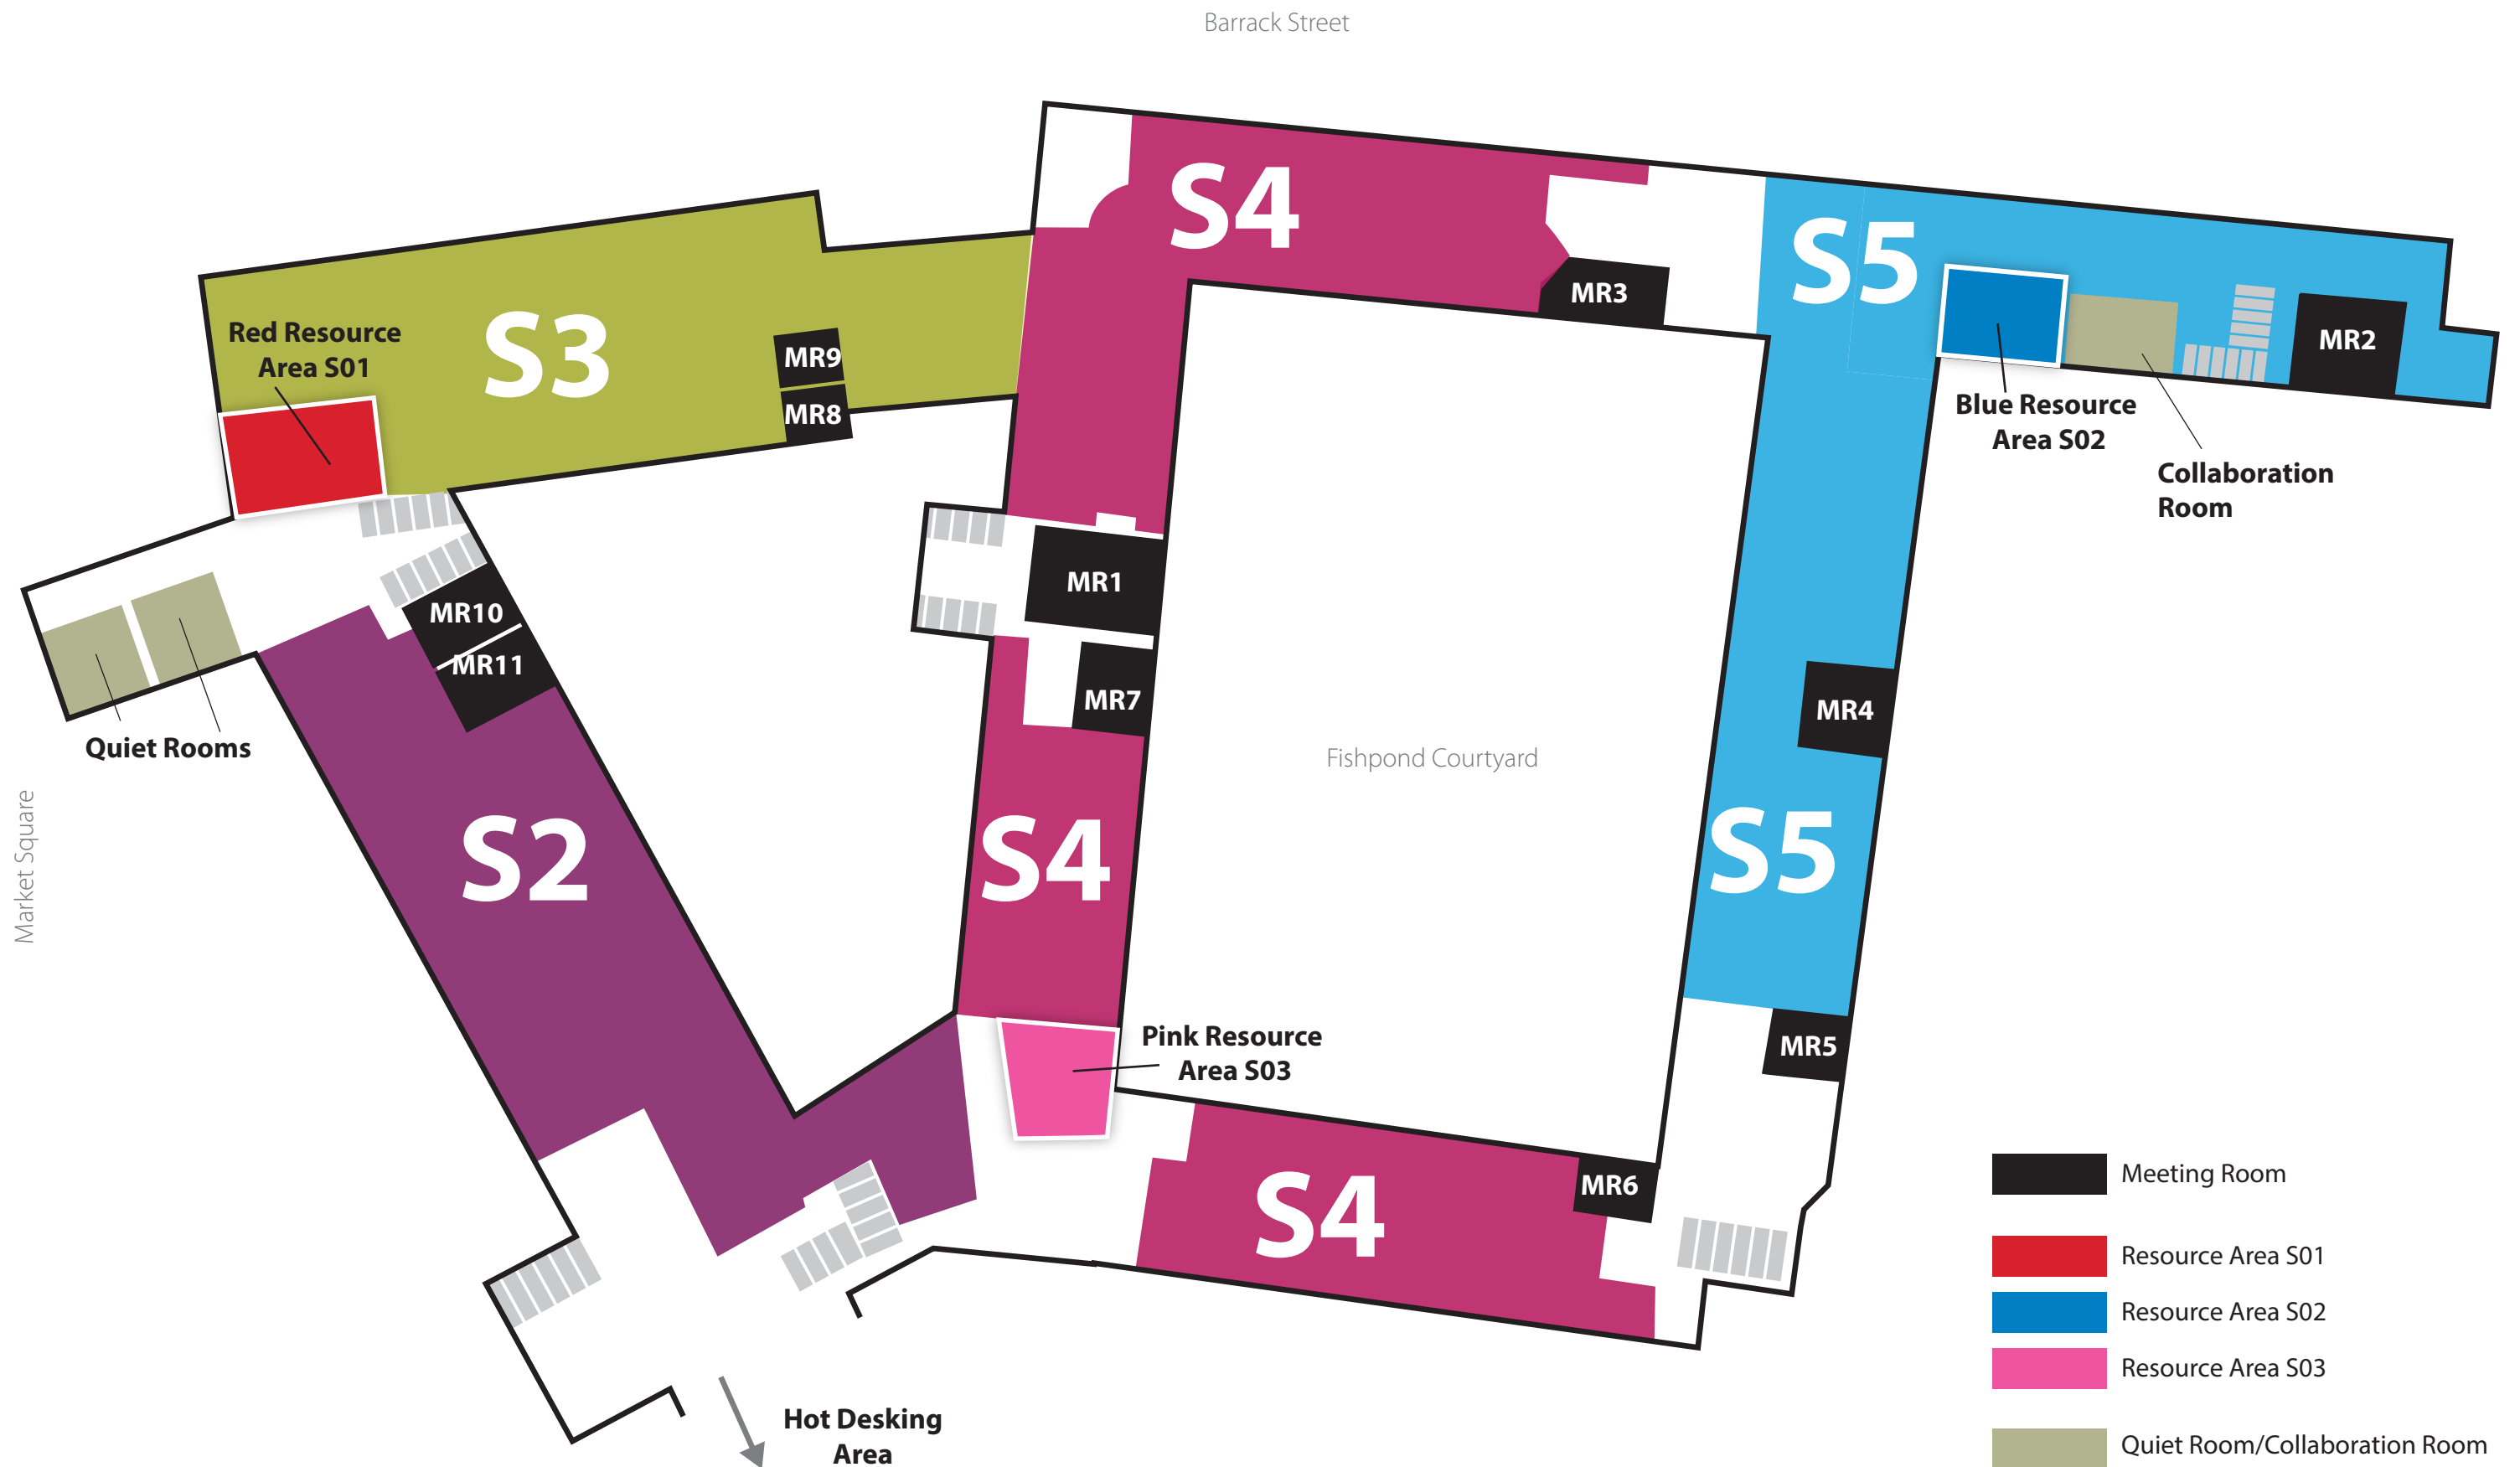 Barrack Street
S4
S5
S3
Red Resource
Area S01
MR9
MR8
MR3
MR2
Blue Resource
Area S02
Collaboration
Room
MR1
MR10
MR11
MR7
MR4
Quiet Rooms
Fishpond Courtyard
Market Square
S2
S4
S5
Pink Resource
Area S03
MR5
MR6
S4
Hot Desking
Area
Meeting Room
Resource Area S01
Resource Area S02
Resource Area S03
Quiet Room/Collaboration Room